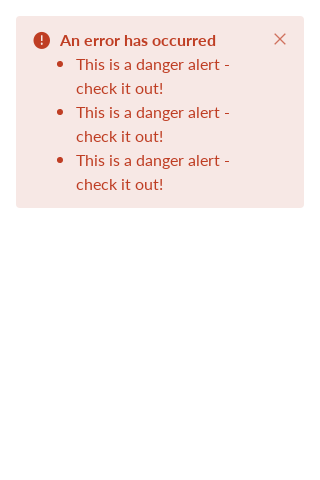 An error has occurred
This is a danger alert -
check it out!
This is a danger alert -
check it out!
This is a danger alert -
check it out!